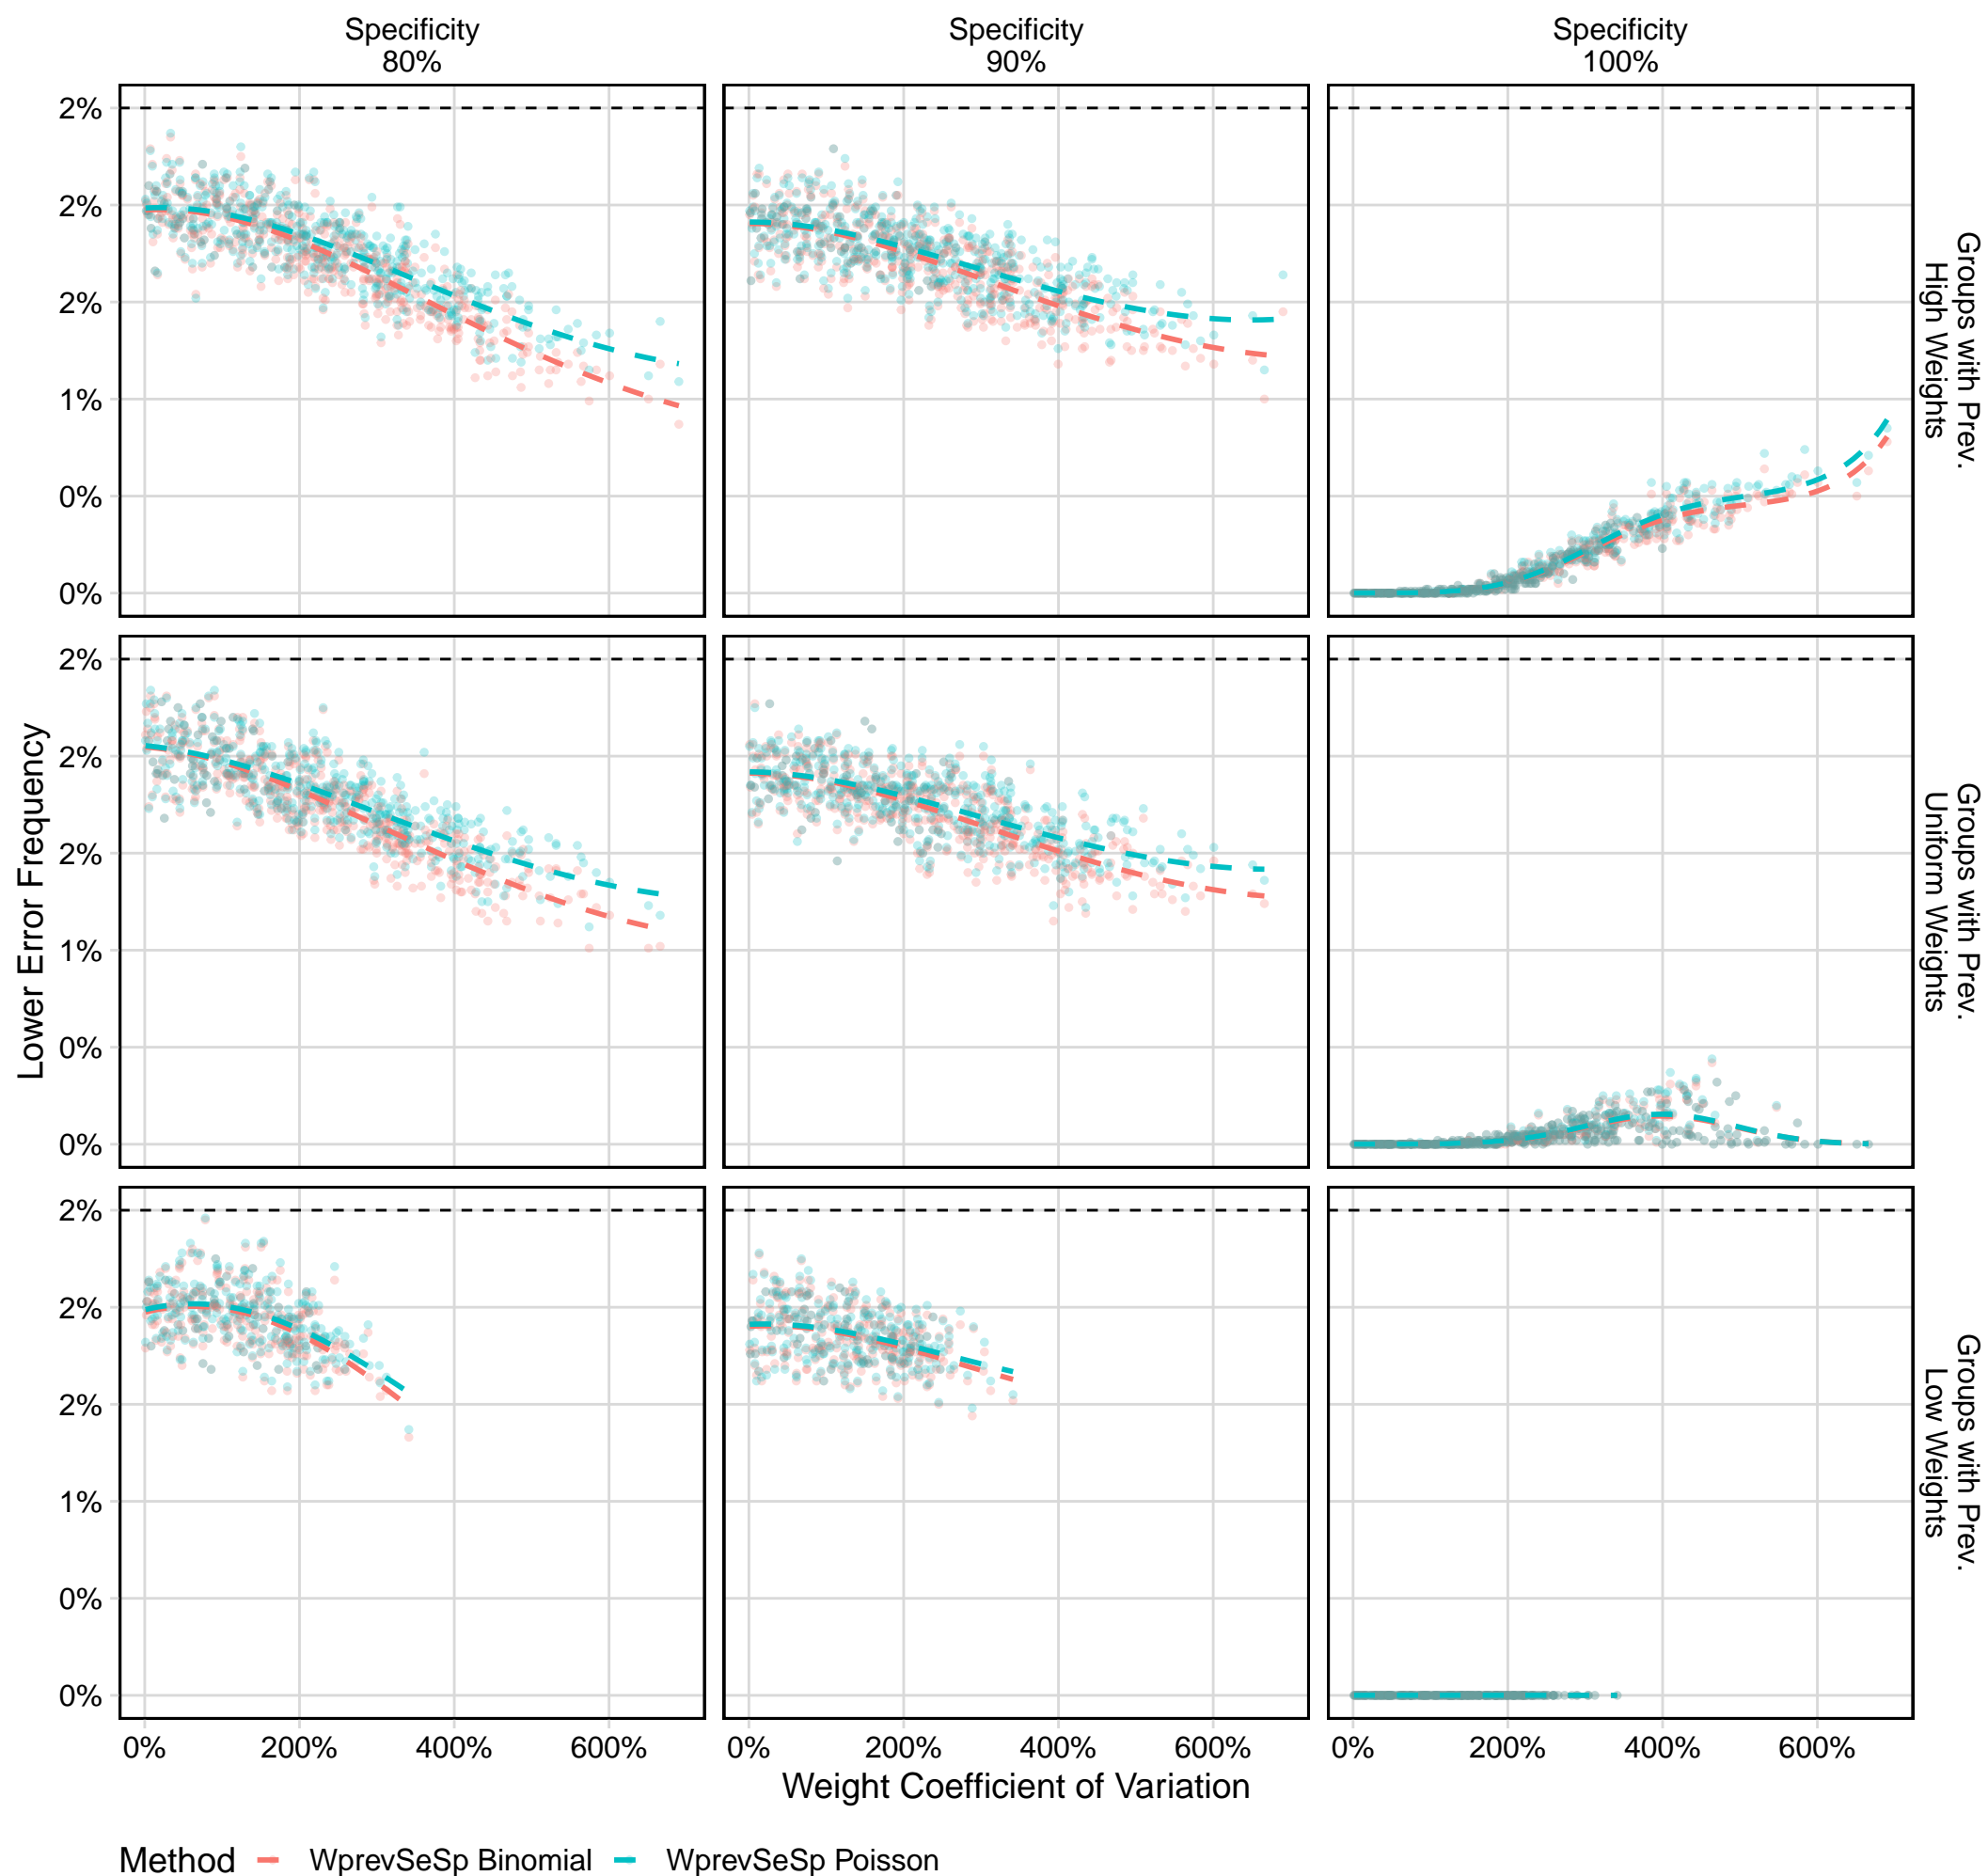 Specificity
80%
Specificity
90%
Specificity
100%
2%
2%
2%
1%
0%
0%
Groups with Prev.
High Weights
Lower Error Frequency
2%
2%
2%
1%
0%
0%
Groups with Prev.
Uniform Weights
2%
2%
2%
1%
0%
0%
Groups with Prev.
Low Weights
0% 200% 400% 600% 0% 200% 400% 600% 0% 200% 400% 600%
Weight Coefficient of Variation
Method WprevSeSp Binomial WprevSeSp Poisson